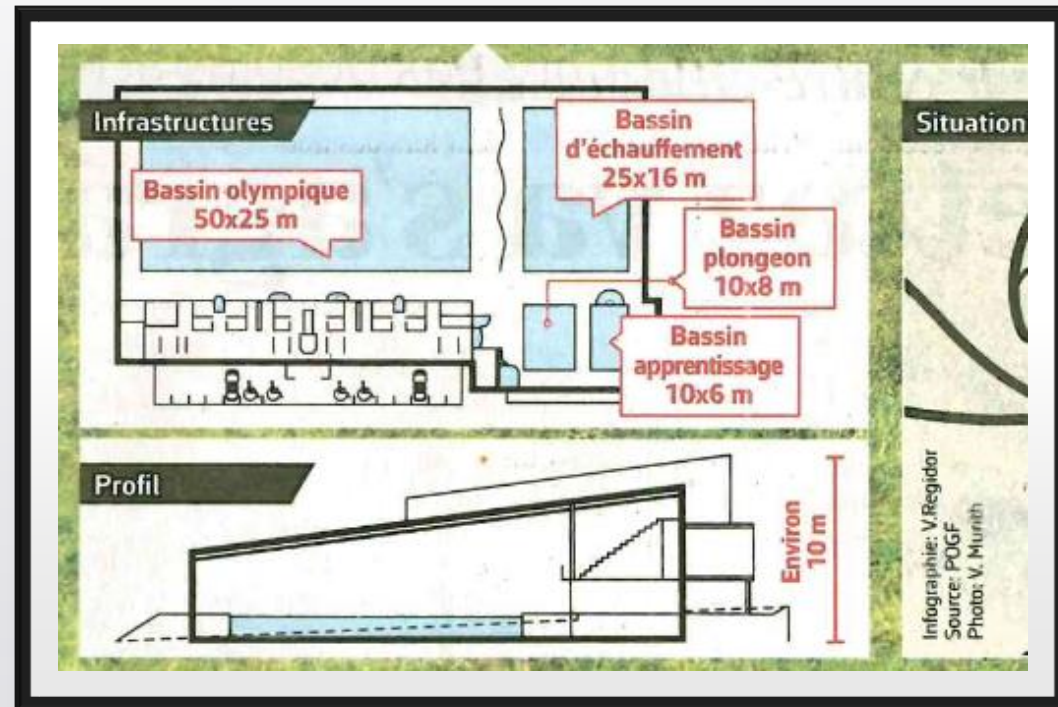 Infrastructures
Bassin olympique
50x25 m
Bassin
d'échauffement
25x16 m
Bassin
plongeon
10x8 m
Bassin
apprentissage
10x6 m
Situation
Profil
Environ
10 m
Infographie: V.Regidor
Source: POGF
Photo: V. Murith